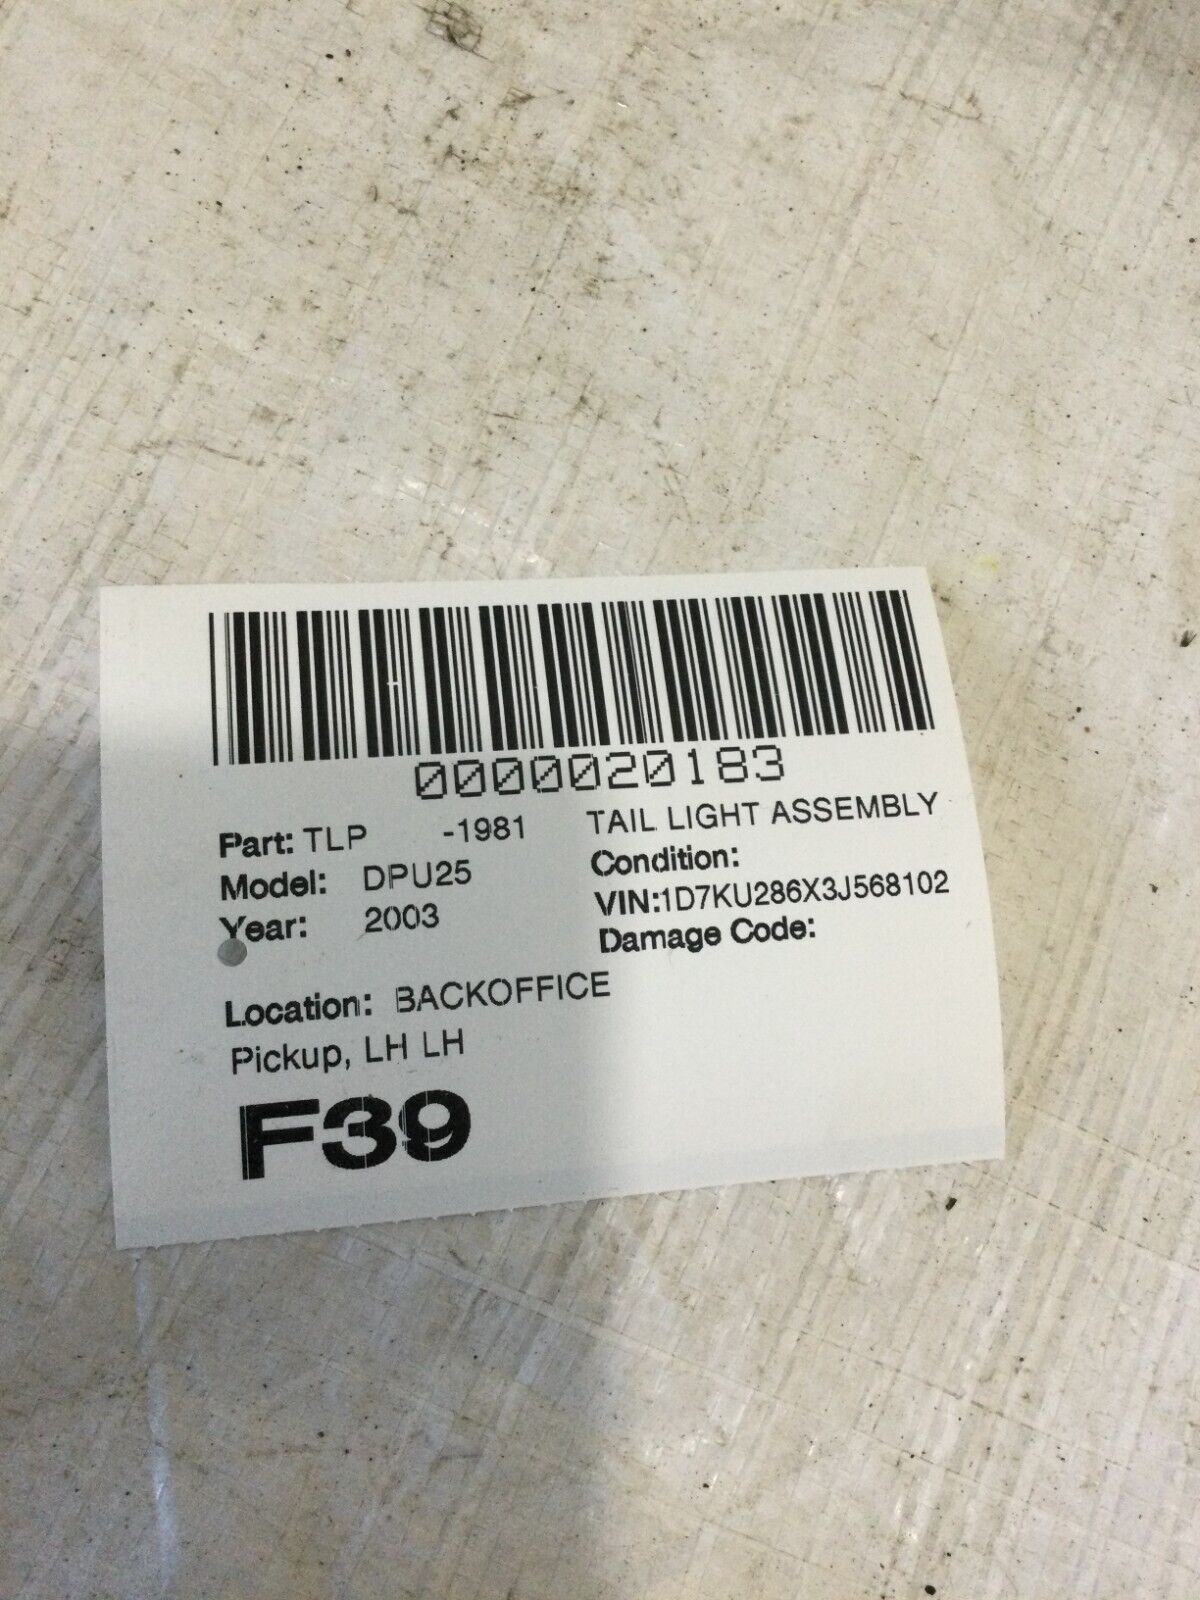 0000020183
Part: TLP -1981 TAIL LIGHT ASSEMBLY
Model: DPU25 Condition:
Year: 2003 VIN:1D7KU286X3J568102
Damage Code:
Location: BACKOFFICE
Pickup, LH LH
F39